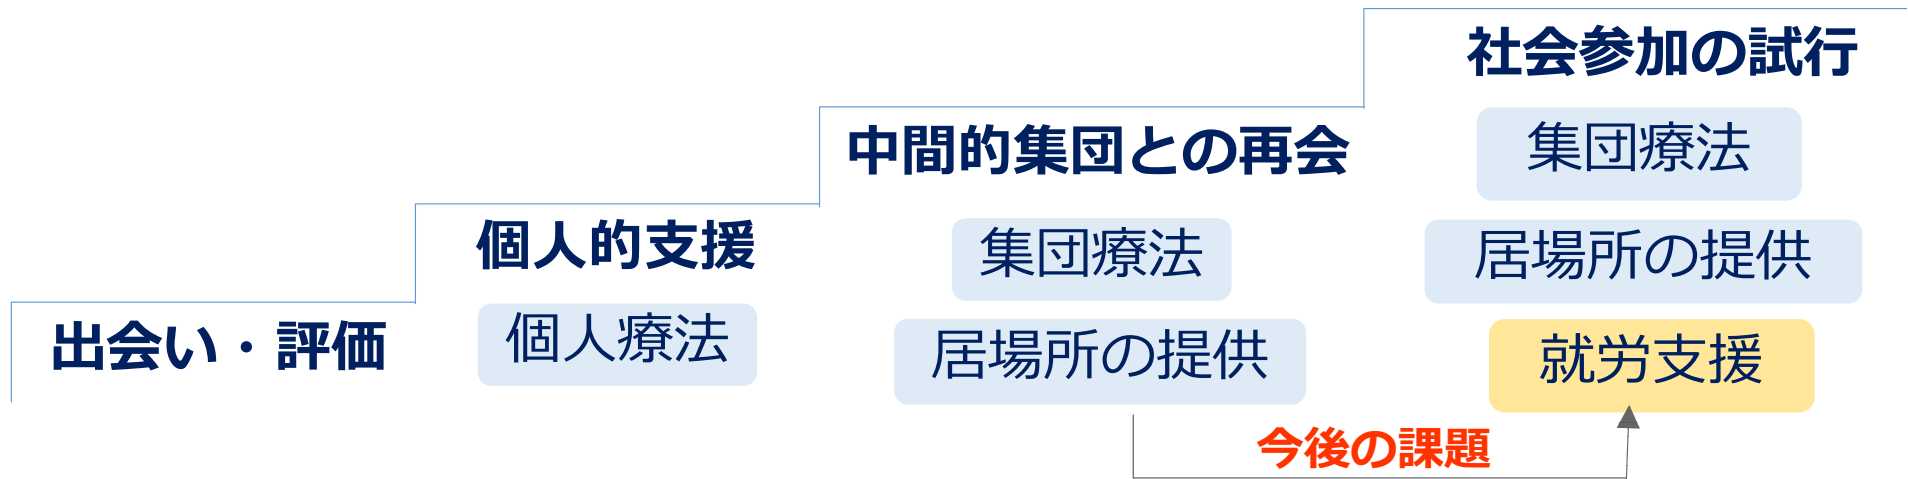 出会い・評価
個人的支援
個人療法
中間的集団との再会
集団療法
居場所の提供
社会参加の試行
集団療法
居場所の提供
就労支援
今後の課題